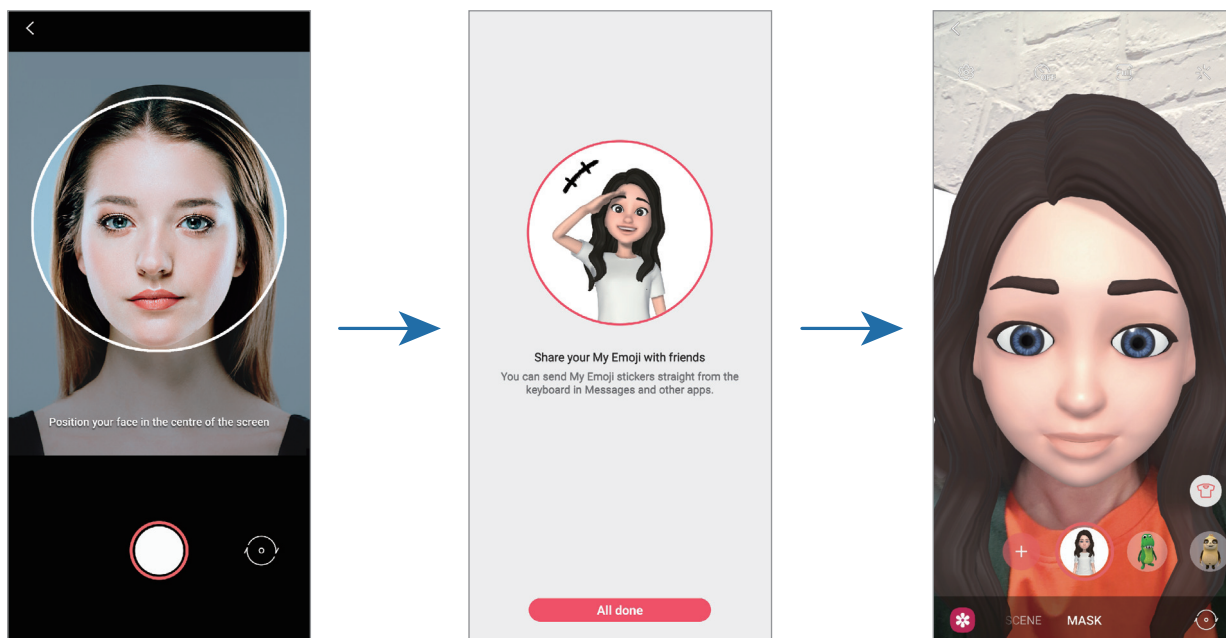 Position your face in the centre of the screen
Share your My Emoji with friends
You can send My Emoji stickers straight from the
keyboard in Messages and other apps.
All done
OFF
SCENE
MASK